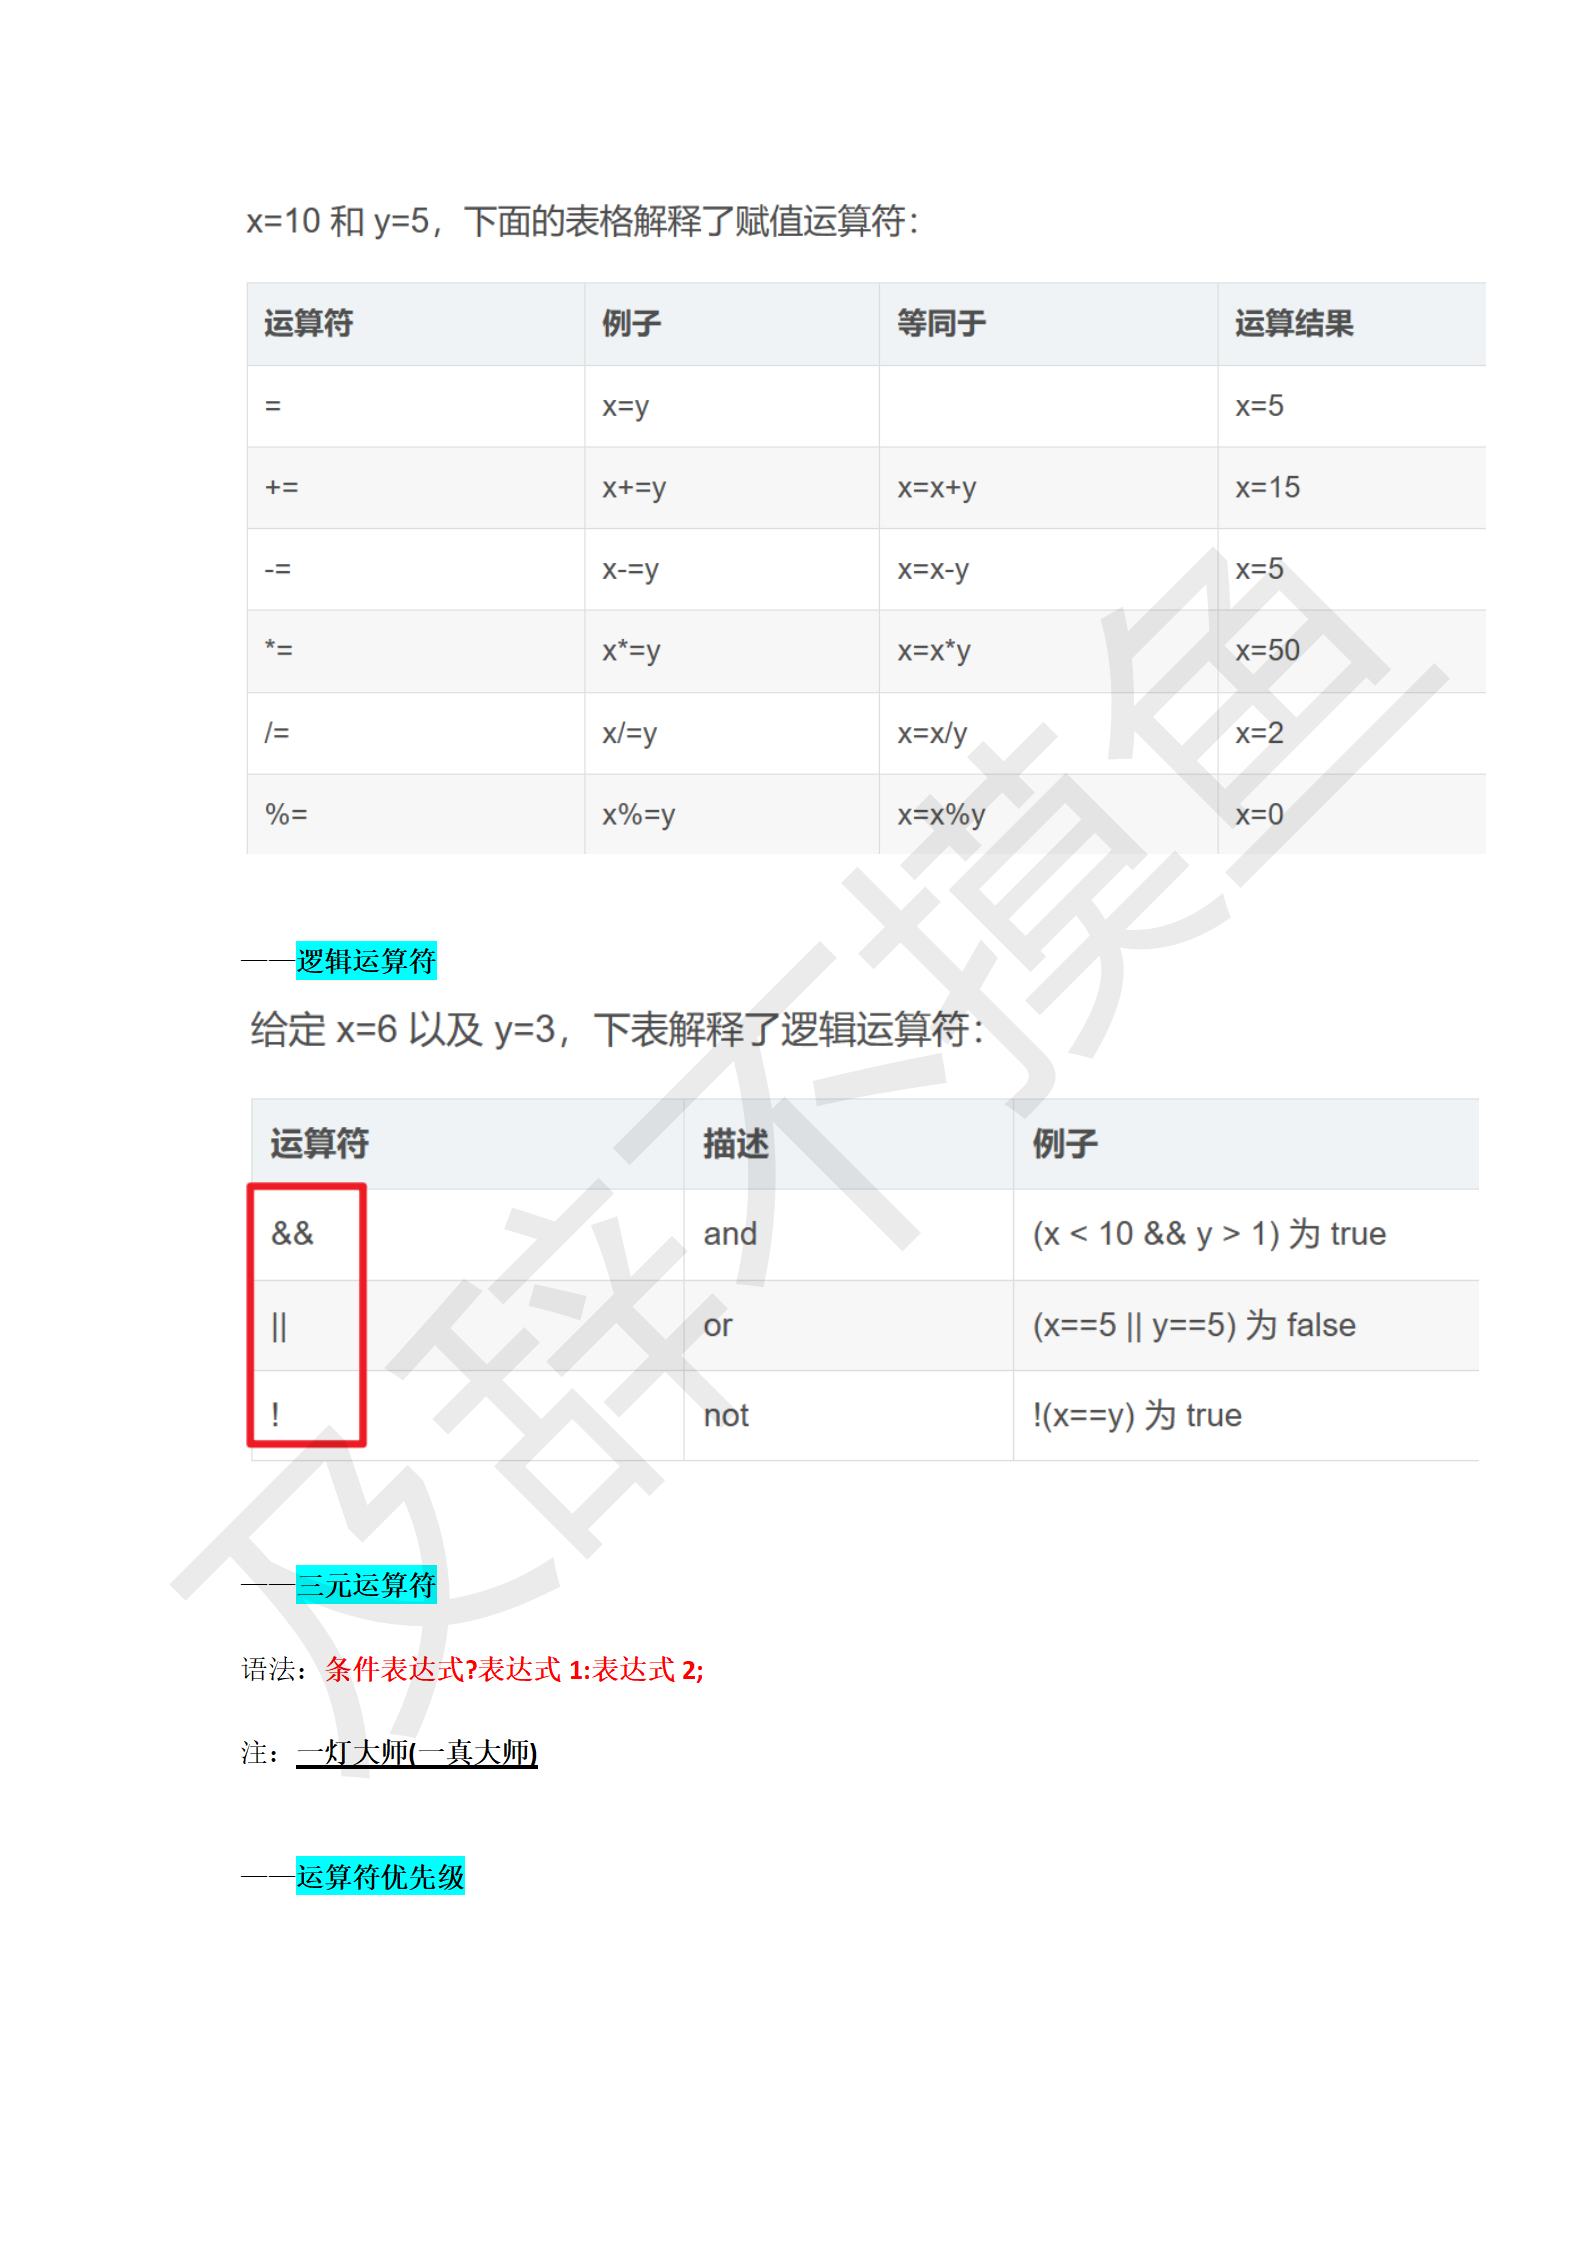 x=10 和 y=5，下面的表格解释了赋值运算符：
运算符 例子 等同于 运算结果
= x=y x=5
+= x+=y x=x+y x=15
-= x-=y x=x-y x=5
*= x*=y x=x*y x=50
/= x/=y x=x/y x=2
%= x%=y x=x%y x=0
——逻辑运算符
给定 x=6 以及 y=3，下表解释了逻辑运算符：
运算符 描述 例子
&& and (x < 10 && y > 1) 为 true
|| or (x==5 || y==5) 为 false
! not !(x==y) 为 true
——三元运算符
语法：条件表达式?表达式 1:表达式 2;
注：一灯大师(一真大师)
——运算符优先级
及辞不摸鱼